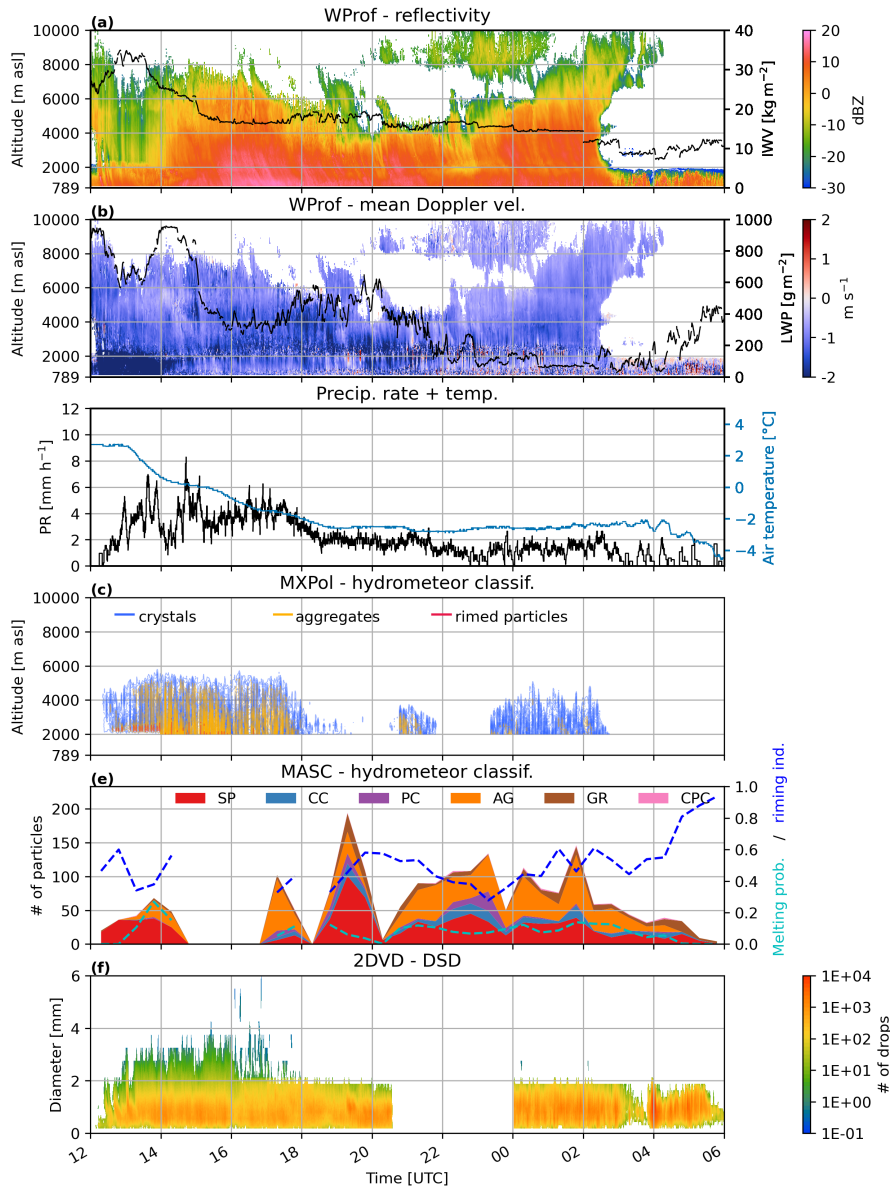 (a)
WProf - reflectivity
10000
8000
6000
4000
2000
789
Altitude [m asl]
40
30
20
10
0
IWV [kg m⁻²]
20
10
0
-10
-20
-30
dBZ
(b)
WProf - mean Doppler vel.
10000
8000
6000
4000
2000
789
Altitude [m asl]
1000
800
600
400
200
0
LWP [g m⁻²]
2
1
0
-1
-2
m s⁻¹
Precip. rate + temp.
12
10
8
6
4
2
0
PR [mm h⁻¹]
4
2
0
−2
−4
Air temperature [°C]
(c)
MXPol - hydrometeor classif.
10000
8000
6000
4000
2000
789
Altitude [m asl]
crystals
aggregates
rimed particles
(e)
MASC - hydrometeor classif.
200
150
100
50
0
# of particles
SP
CC
PC
AG
GR
CPC
1.0
0.8
0.6
0.4
0.2
0.0
Melting prob. / riming ind.
(f)
2DVD - DSD
6
4
2
0
Diameter [mm]
1E+04
1E+03
1E+02
1E+01
1E+00
1E-01
# of drops
12
14
16
18
20
22
00
02
04
06
Time [UTC]